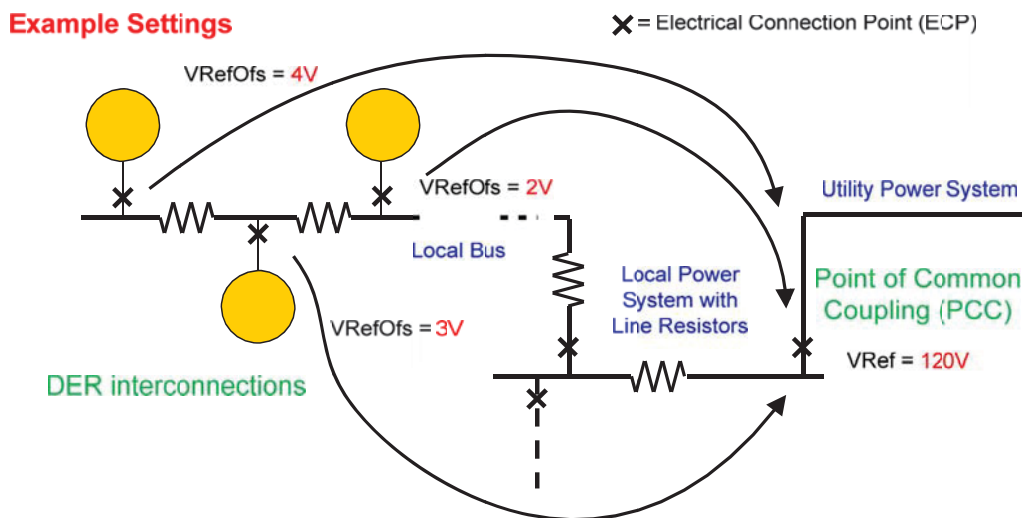 Example Settings
= Electrical Connection Point (ECP)
VRefOfs = 4V
VRefOfs = 2V
Utility Power System
Local Bus
Local Power
System with
Line Resistors
Point of Common
Coupling (PCC)
VRefOfs = 3V
VRef = 120V
DER interconnections